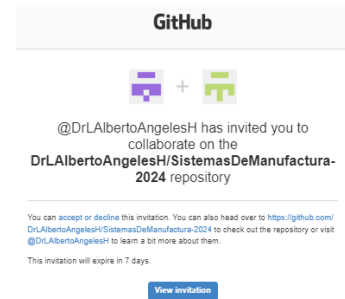 GitHub
+
@DrLAlbertoAngelesH has invited you to
collaborate on the
DrLAlbertoAngelesH/SistemasDeManufactura-
2024 repository
You can accept or decline this invitation. You can also head over to https://github.com/
DrLAlbertoAngelesH/SistemasDeManufactura-2024 to check out the repository or visit
@DrLAlbertoAngelesH to learn a bit more about them.
This invitation will expire in 7 days.
View invitation